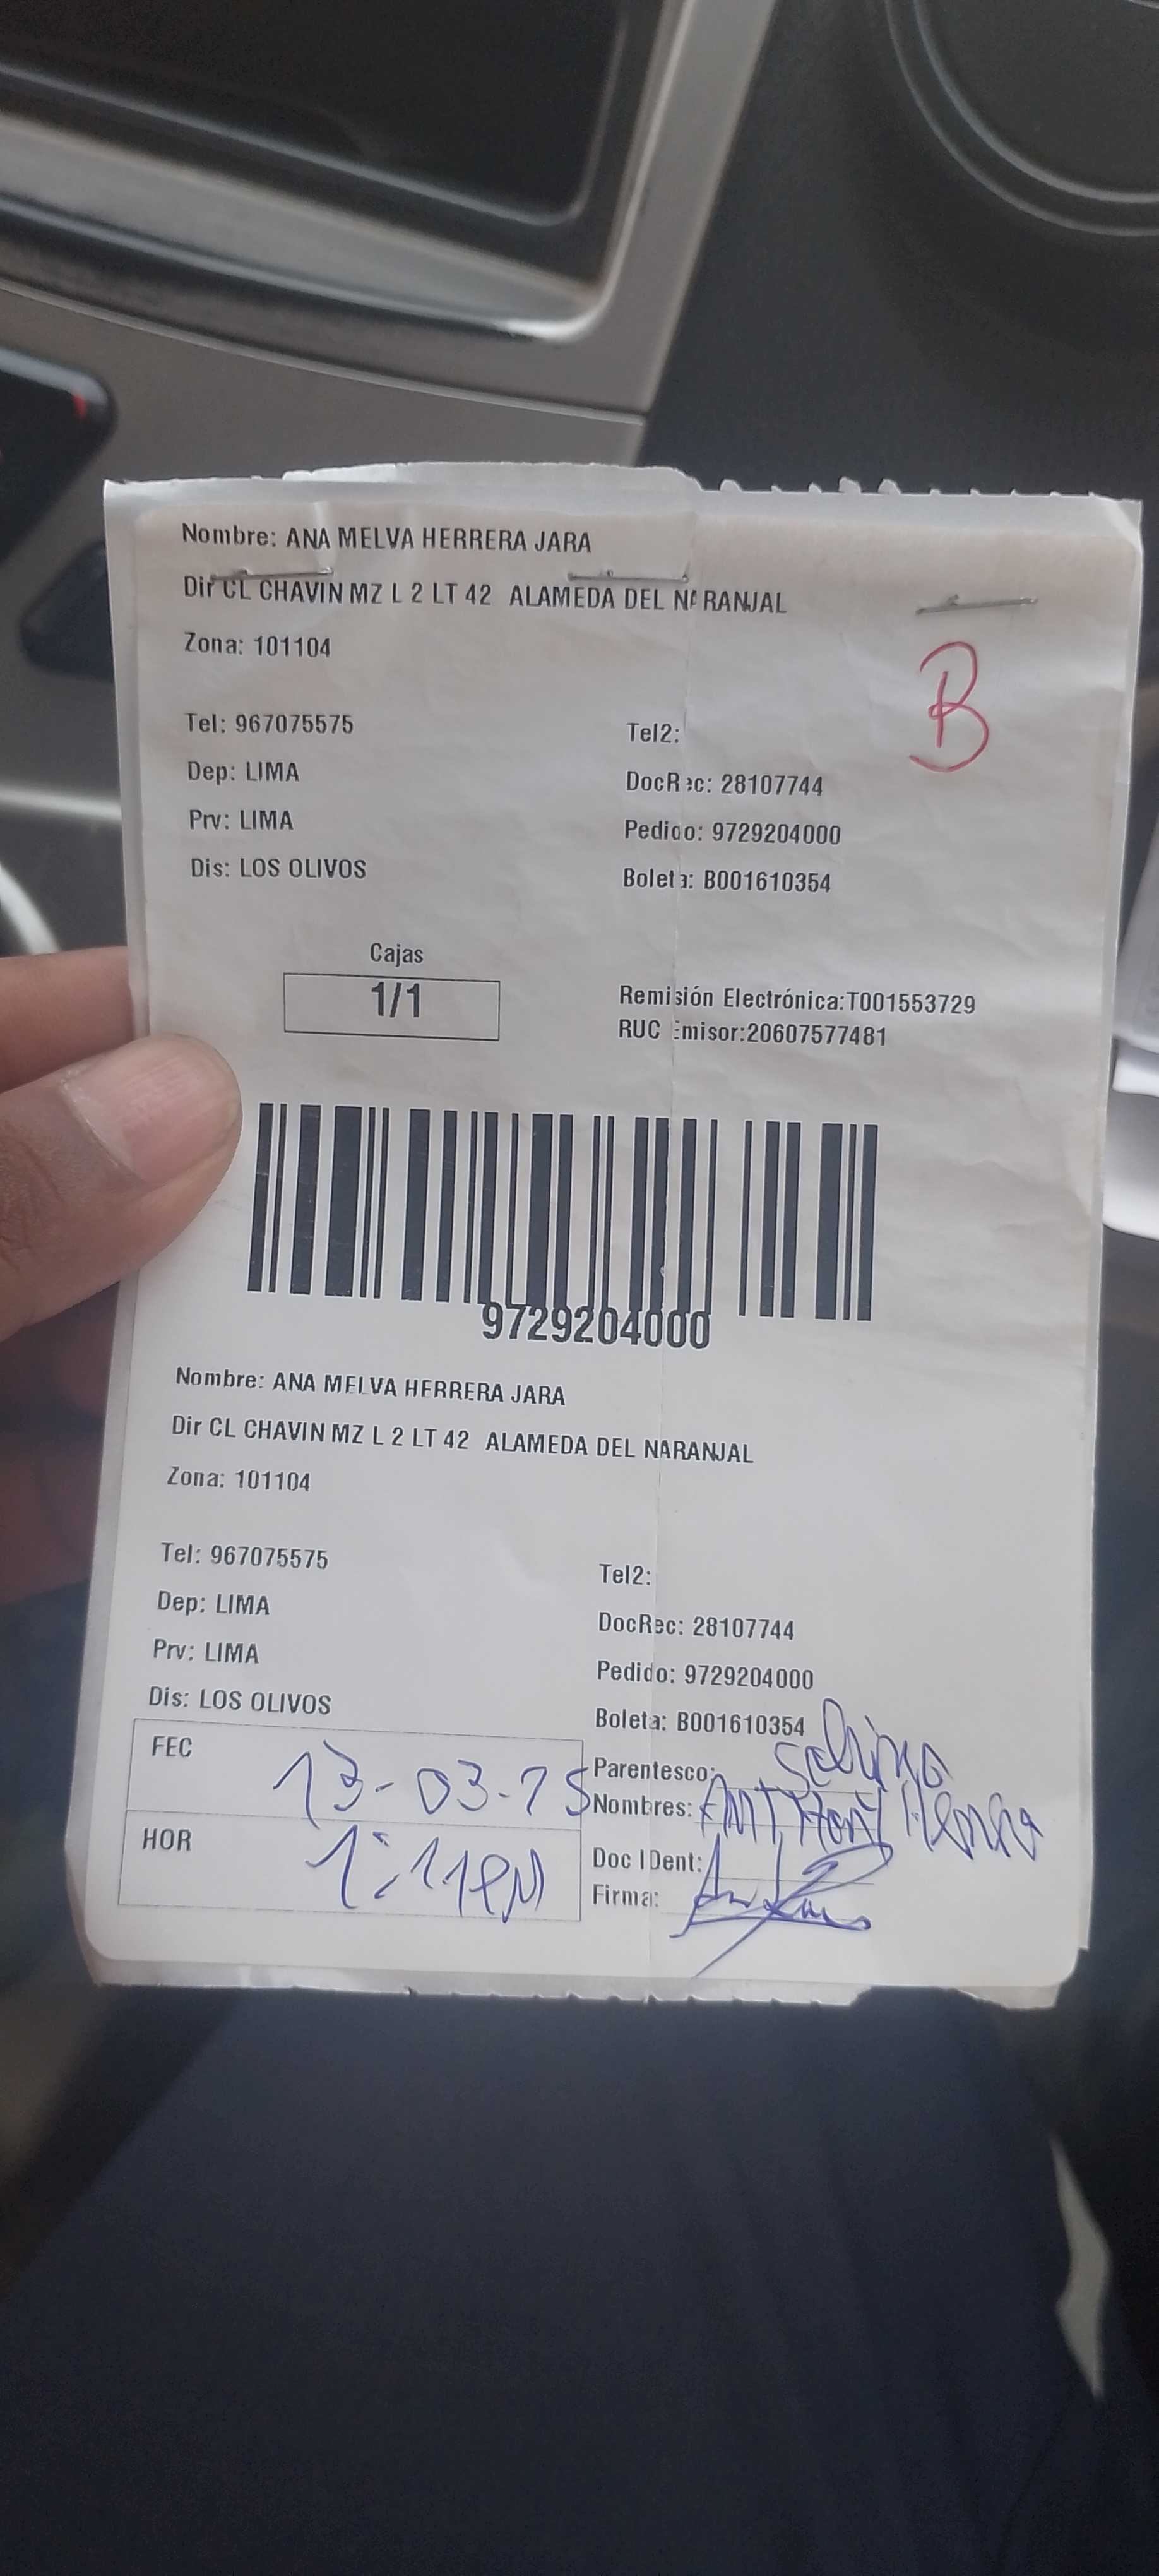 Nombre: ANA MELVA HERRERA JARA
Dir CL CHAVIN MZ L 2 LT 42 ALAMEDA DEL NARANJAL
Zona: 101104
B
Tel: 967075575
Tel2:
Dep: LIMA
DocRec: 28107744
Prv: LIMA
Pedido: 9729204000
Dis: LOS OLIVOS
Boleta: B001610354
Cajas
1/1
Remisión Electrónica:T001553729
RUC Emisor:20607577481
9729204000
Nombre: ANA MELVA HERRERA JARA
Dir CL CHAVIN MZ L 2 LT 42 ALAMEDA DEL NARANJAL
Zona: 101104
Tel: 967075575
Tel2:
Dep: LIMA
DocRec: 28107744
Prv: LIMA
Pedido: 9729204000
Dis: LOS OLIVOS
Boleta: B001610354
FEC 13-03-25
Parentesco: Sobrino
Nombres:
HOR 1:11PM
Doc IDent:
Firma: